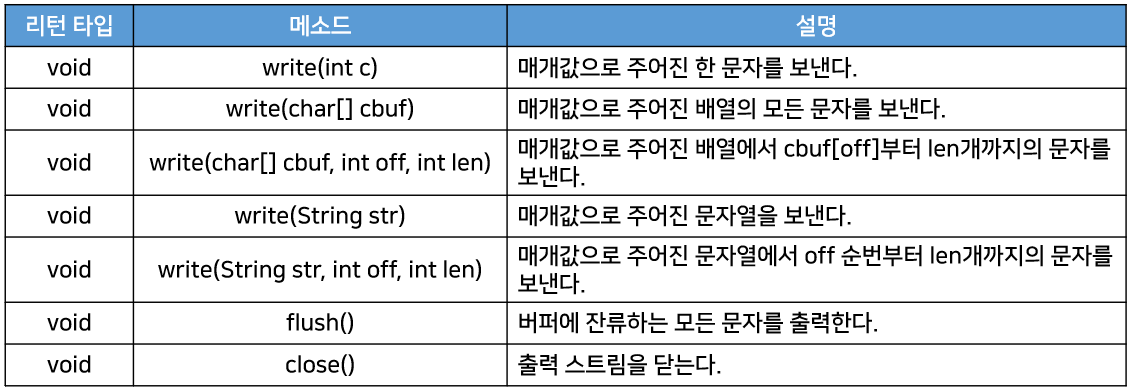 리턴 타입 메소드 설명
void write(int c) 매개값으로 주어진 한 문자를 보낸다.
void write(char[] cbuf) 매개값으로 주어진 배열의 모든 문자를 보낸다.
void write(char[] cbuf, int off, int len) 매개값으로 주어진 배열에서 cbuf[off]부터 len개까지의 문자를
보낸다.
void write(String str) 매개값으로 주어진 문자열을 보낸다.
void write(String str, int off, int len) 매개값으로 주어진 문자열에서 off 순번부터 len개까지의 문자를
보낸다.
void flush() 버퍼에 잔류하는 모든 문자를 출력한다.
void close() 출력 스트림을 닫는다.